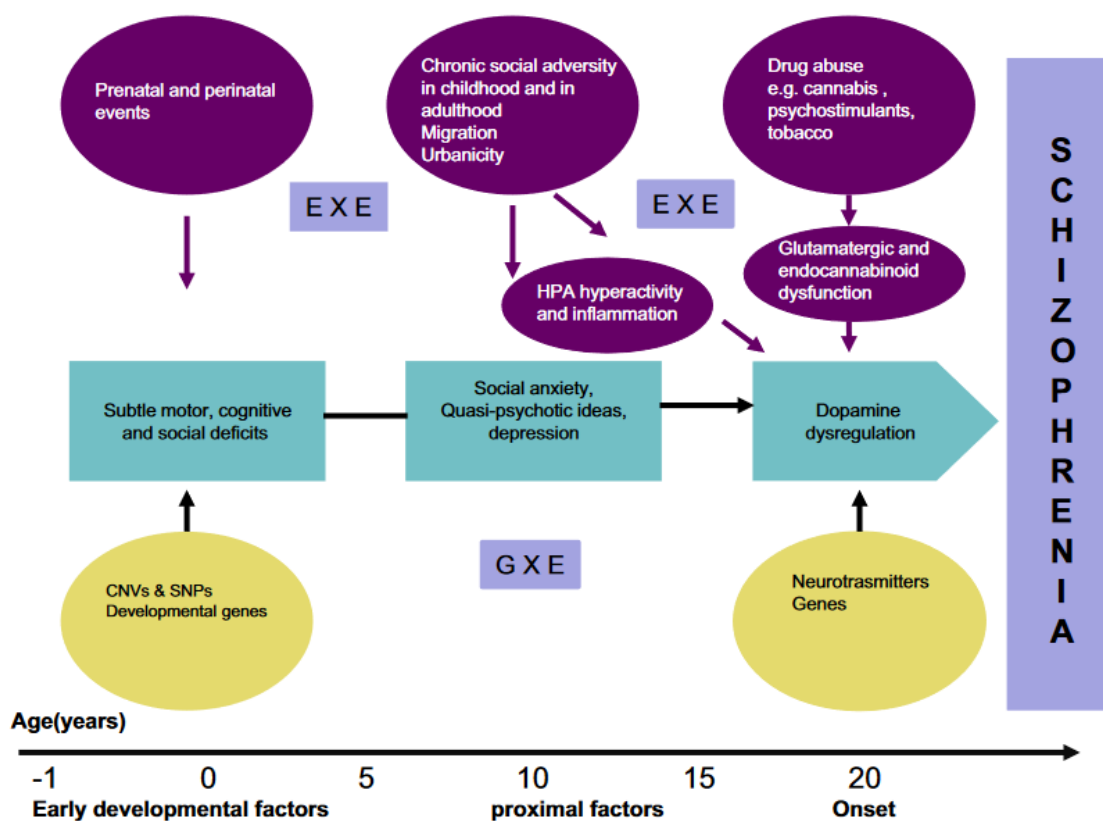 Prenatal and perinatal
events
Chronic social adversity
in childhood and in
adulthood
Migration
Urbanicity
Drug abuse
e.g. cannabis ,
psychostimulants,
tobacco
E X E
E X E
HPA hyperactivity
and inflammation
Glutamatergic and
endocannabinoid
dysfunction
Subtle motor, cognitive
and social deficits
Social anxiety,
Quasi-psychotic ideas,
depression
Dopamine
dysregulation
G X E
CNVs & SNPs
Developmental genes
Neurotrasmitters
Genes
S
C
H
I
Z
O
P
H
R
E
N
I
A
Age(years)
-1 0 5 10 15 20
Early developmental factors proximal factors Onset